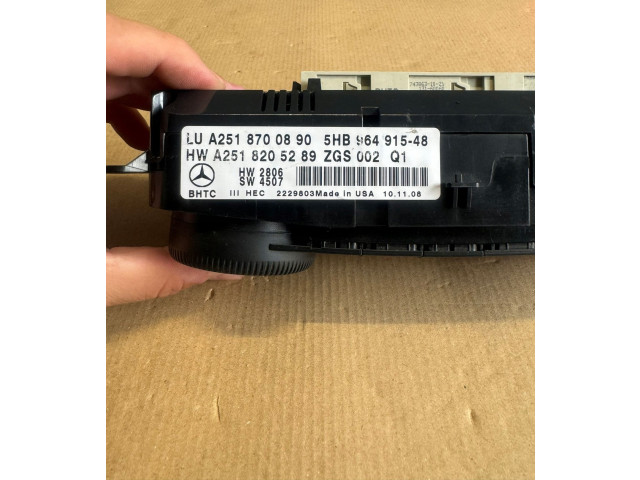 LU A251 870 08 90 5HB 964 915-48
HW A251 820 52 89 ZGS 002 Q1
HW 2806
SW 4507
BHTC III HEC 2229803Made in USA 10.11.08